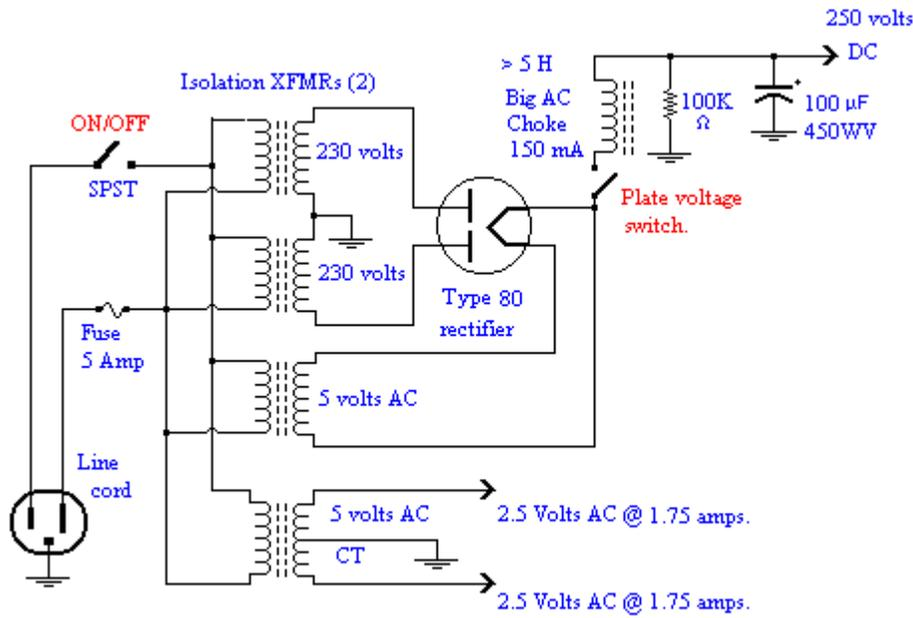 250 volts
DC
> 5 H
Big AC
Choke
150 mA
100K
Ω
100 µF
450WV
+
Isolation XFMRs (2)
ON/OFF
SPST
230 volts
Plate voltage
switch.
230 volts
Type 80
rectifier
Fuse
5 Amp
5 volts AC
Line
cord
5 volts AC
CT
2.5 Volts AC @ 1.75 amps.
2.5 Volts AC @ 1.75 amps.